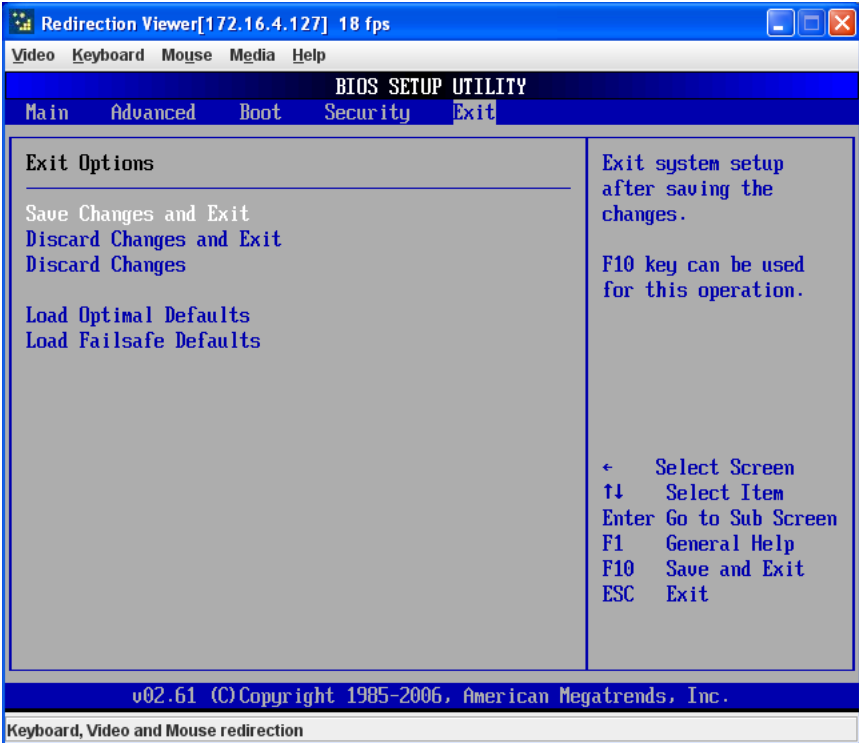 Redirection Viewer[172.16.4.127] 18 fps
Video Keyboard Mouse Media Help
BIOS SETUP UTILITY
Main Advanced Boot Security Exit
Exit Options
Save Changes and Exit
Discard Changes and Exit
Discard Changes
Load Optimal Defaults
Load Failsafe Defaults
Exit system setup
after saving the
changes.
F10 key can be used
for this operation.
← Select Screen
↑↓ Select Item
Enter Go to Sub Screen
F1 General Help
F10 Save and Exit
ESC Exit
v02.61 (C)Copyright 1985-2006, American Megatrends, Inc.
Keyboard, Video and Mouse redirection